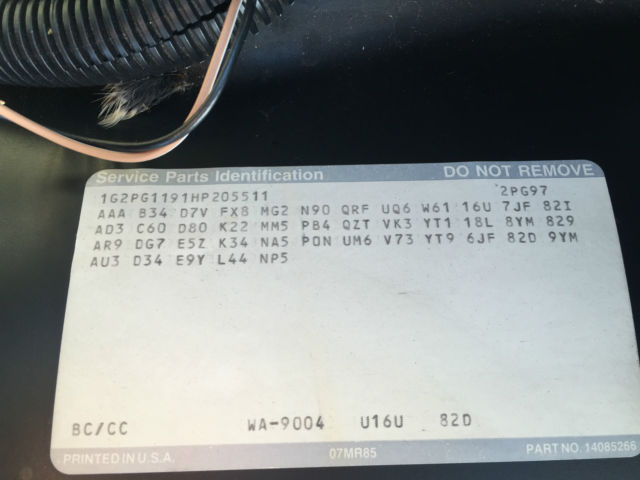 Service Parts Identification DO NOT REMOVE
1G2PG1191HP205511 2PG97
AAA B34 D7V FX8 MG2 N90 QRF UQ6 W61 16U 7JF 82I
AD3 C60 D80 K22 MM5 PB4 QZT VK3 YT1 18L 8YM 829
AR9 DG7 E5Z K34 NA5 PDN UM6 V73 YT9 6JF 82D 9YM
AU3 D34 E9Y L44 NP5
BC/CC WA-9004 U16U 82D
PRINTED IN U.S.A. 07MR85 PART NO. 14085266